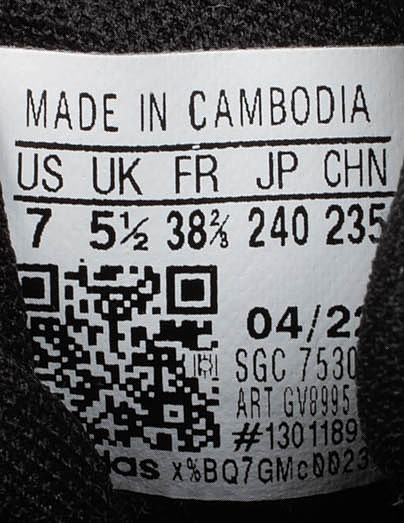 MADE IN CAMBODIA
US UK FR JP CHN
7 5½ 38⅔ 240 235
04/22
SGC 7530
ART GV8995
#1301189
das x%BQ7GMc0023